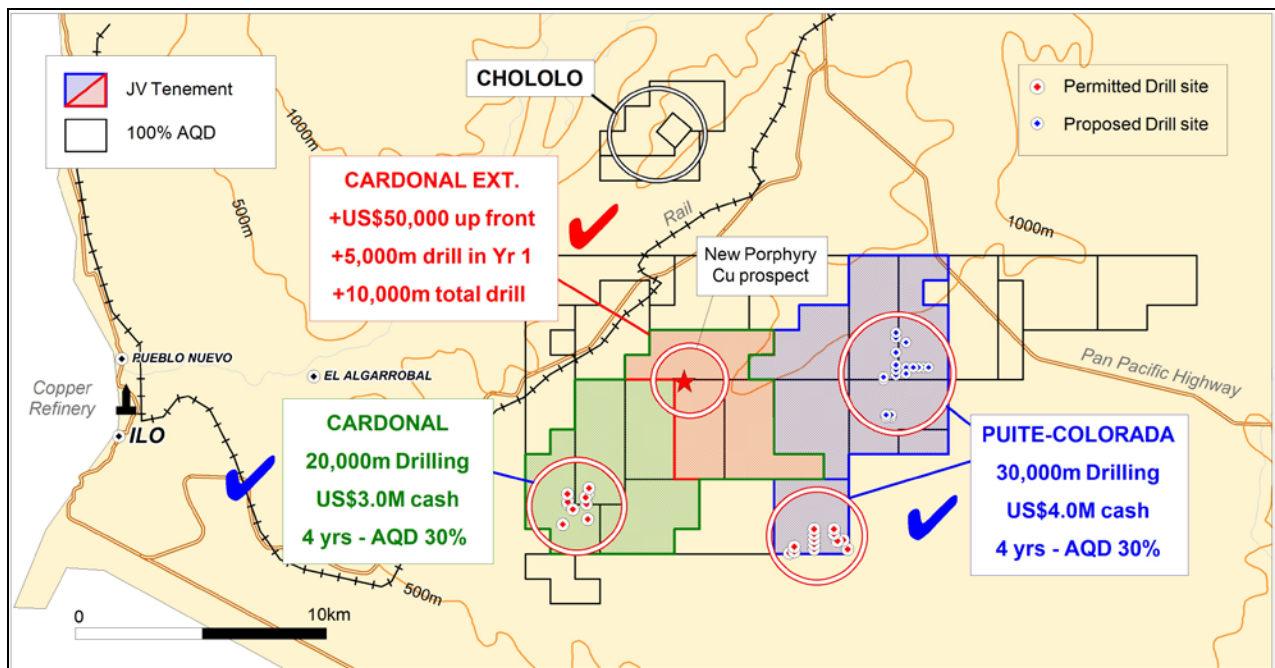 JV Tenement
100% AQD
CHOLOLO
Permitted Drill site
Proposed Drill site
1000m
500m
CARDONAL EXT.
+US$50,000 up front
+5,000m drill in Yr 1
+10,000m total drill
Rail
New Porphyry
Cu prospect
1000m
Pan Pacific Highway
PUEBLO NUEVO
EL ALGARROBAL
Copper
Refinery
ILO
CARDONAL
20,000m Drilling
US$3.0M cash
4 yrs - AQD 30%
PUITE-COLORADA
30,000m Drilling
US$4.0M cash
4 yrs - AQD 30%
500m
0
10km